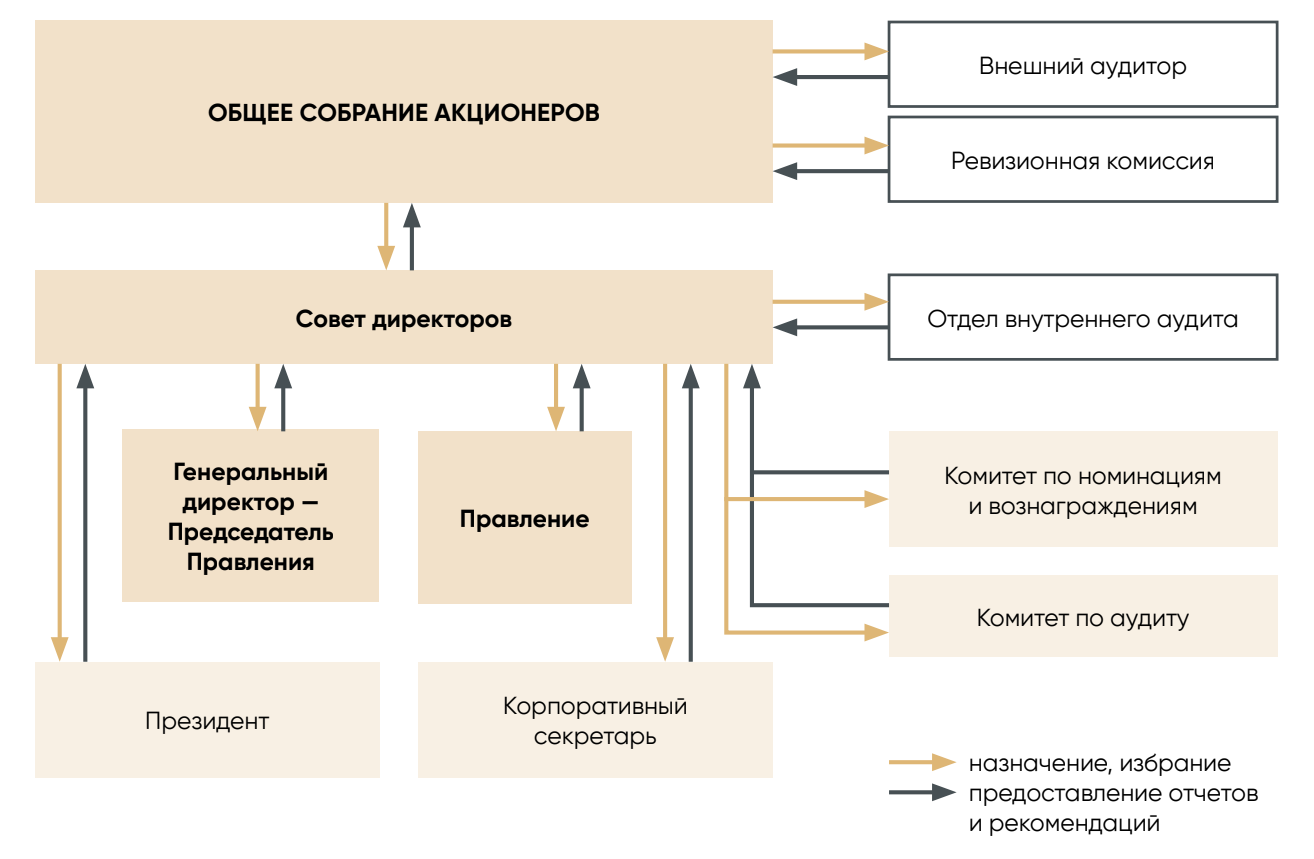 ОБЩЕЕ СОБРАНИЕ АКЦИОНЕРОВ
Внешний аудитор
Ревизионная комиссия
Совет директоров
Отдел внутреннего аудита
Генеральный
директор —
Председатель
Правления
Правление
Комитет по номинациям
и вознаграждениям
Комитет по аудиту
Президент
Корпоративный
секретарь
назначение, избрание
предоставление отчетов
и рекомендаций